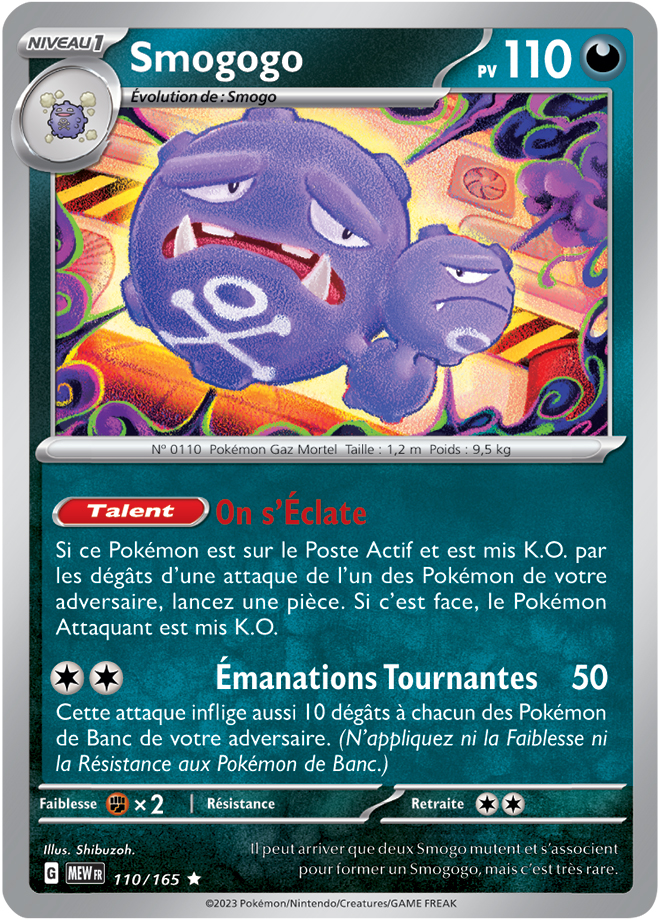 NIVEAU 1
Smogogo
PV 110
Évolution de : Smogo
N° 0110 Pokémon Gaz Mortel Taille : 1,2 m Poids : 9,5 kg
Talent On s'Éclate
Si ce Pokémon est sur le Poste Actif et est mis K.O. par
les dégâts d'une attaque de l'un des Pokémon de votre
adversaire, lancez une pièce. Si c'est face, le Pokémon
Attaquant est mis K.O.
Émanations Tournantes 50
Cette attaque inflige aussi 10 dégâts à chacun des Pokémon
de Banc de votre adversaire. (N'appliquez ni la Faiblesse ni
la Résistance aux Pokémon de Banc.)
Faiblesse ×2 Résistance Retraite
Illus. Shibuzoh.
Il peut arriver que deux Smogo mutent et s'associent
pour former un Smogogo, mais c'est très rare.
G MEW FR 110/165 ★
©2023 Pokémon/Nintendo/Creatures/GAME FREAK